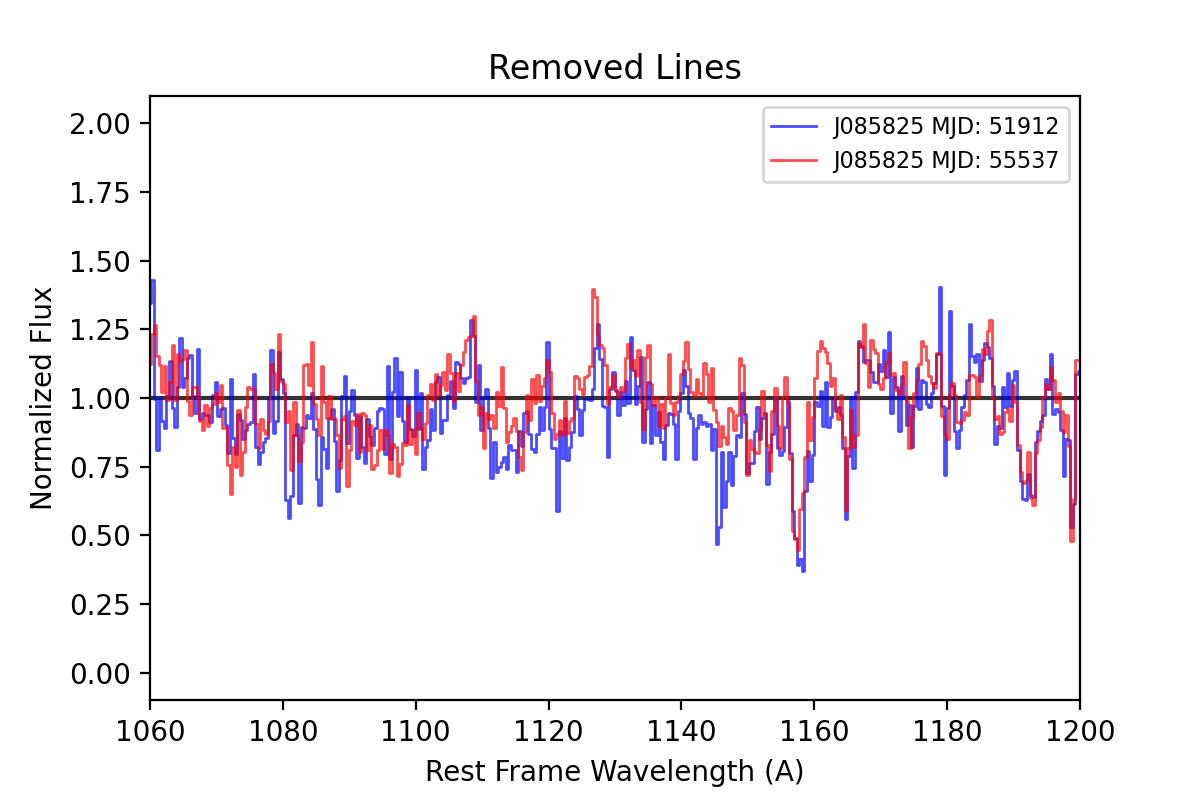 Removed Lines
J085825 MJD: 51912
J085825 MJD: 55537
Normalized Flux
2.00
1.75
1.50
1.25
1.00
0.75
0.50
0.25
0.00
1060 1080 1100 1120 1140 1160 1180 1200
Rest Frame Wavelength (A)